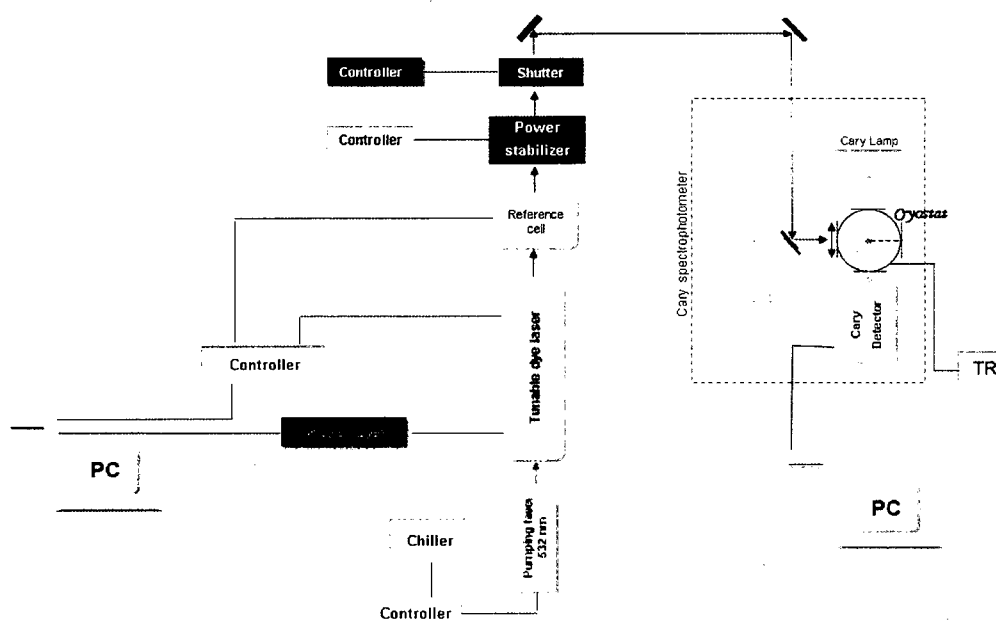 Controller
Shutter
Controller
Power
stabilizer
Reference
cell
Controller
Tunable dye laser
PC
Chiller
Controller
Pumping laser
532 nm
Cary spectrophotometer
Cary Lamp
Cryostat
Cary
Detector
TR
PC